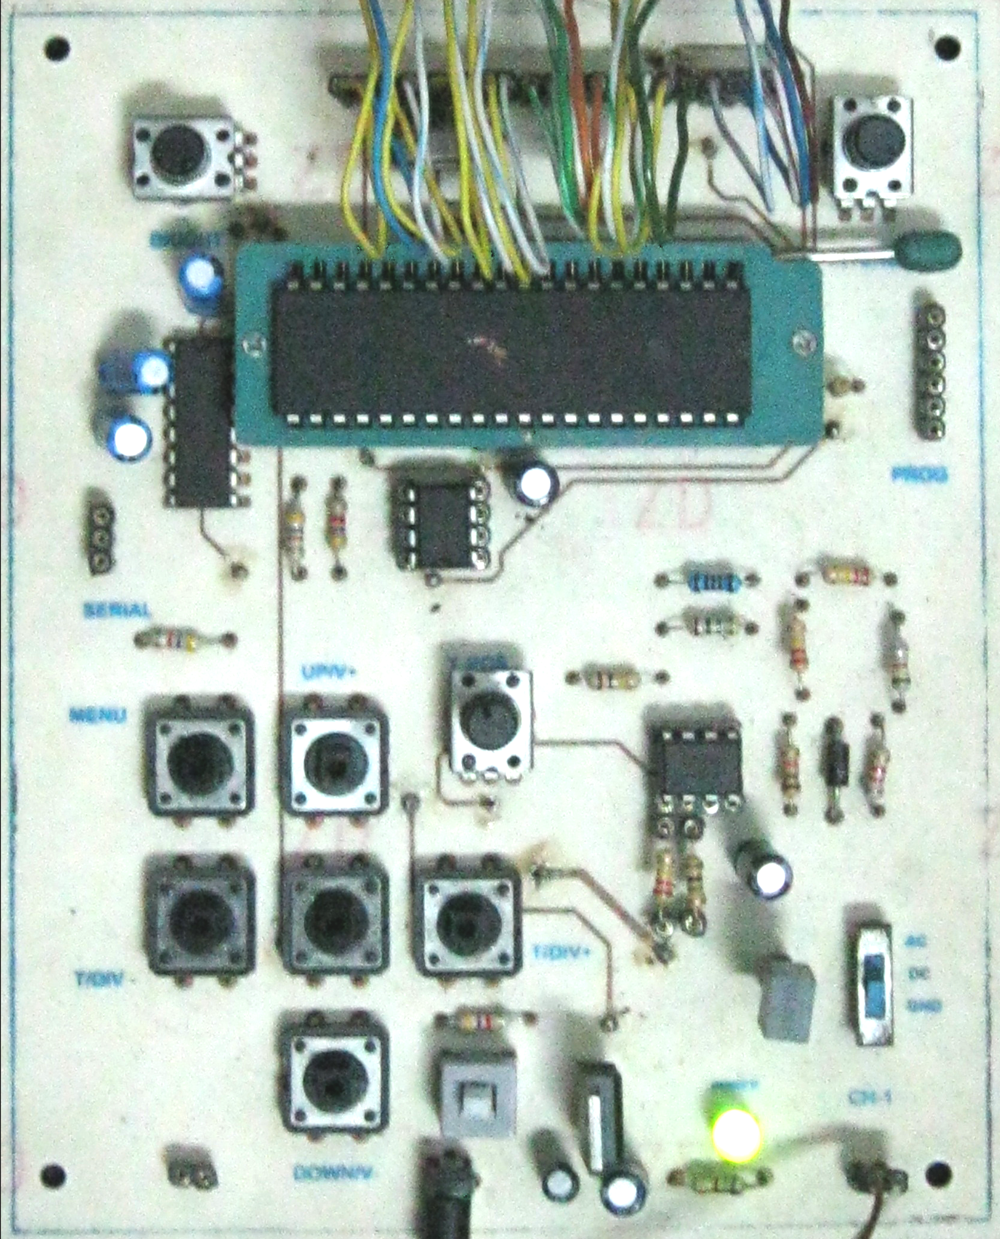 PROG
SERIAL
UP/V+
MENU
T/DIV+
T/DIV -
AC
DC
GND
CH-1
DOWN/V-